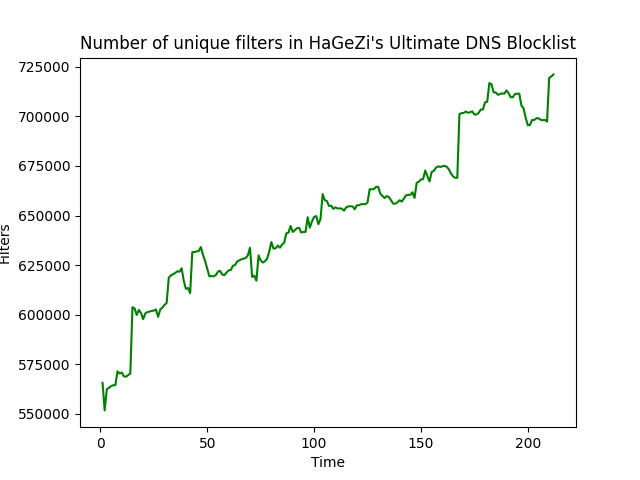 Number of unique filters in HaGeZi's Ultimate DNS Blocklist
725000
700000
675000
650000
625000
600000
575000
550000
Filters
0 50 100 150 200
Time